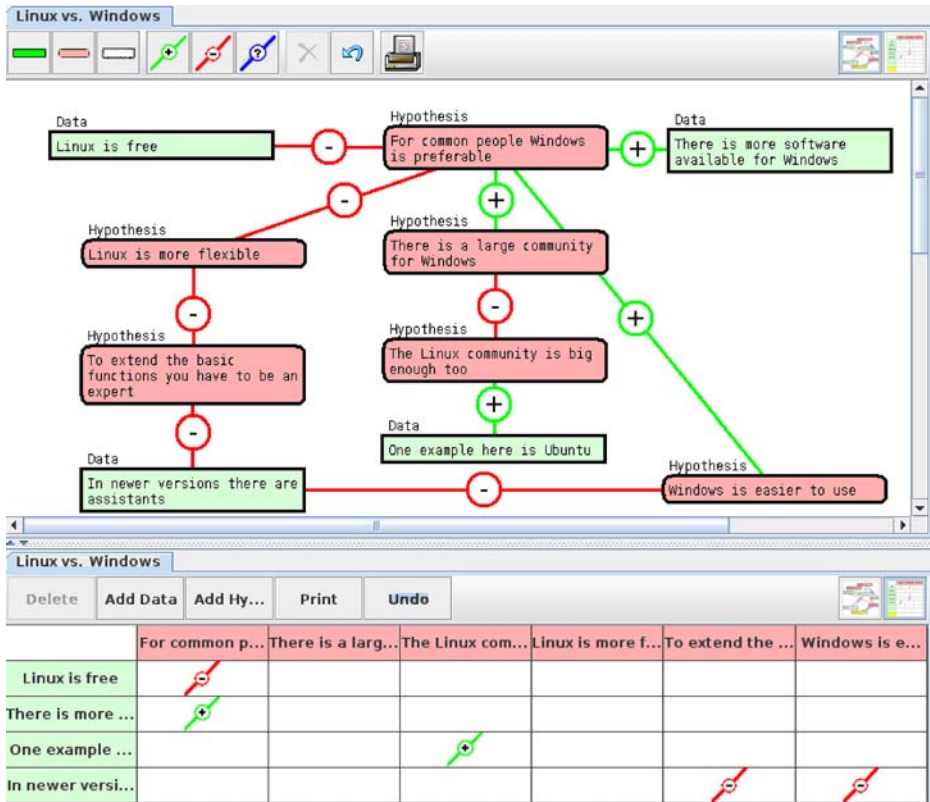 Linux vs. Windows
Data
Linux is free
Hypothesis
For common people Windows
is preferable
Data
There is more software
available for Windows
Hypothesis
Linux is more flexible
Hypothesis
There is a large community
for Windows
Hypothesis
To extend the basic
functions you have to be an
expert
Hypothesis
The Linux community is big
enough too
Data
One example here is Ubuntu
Data
In newer versions there are
assistants
Hypothesis
Windows is easier to use
Linux vs. Windows
Delete Add Data Add Hy... Print Undo
For common p... There is a larg... The Linux com... Linux is more f... To extend the ... Windows is e...
Linux is free
There is more ...
One example ...
In newer versi...